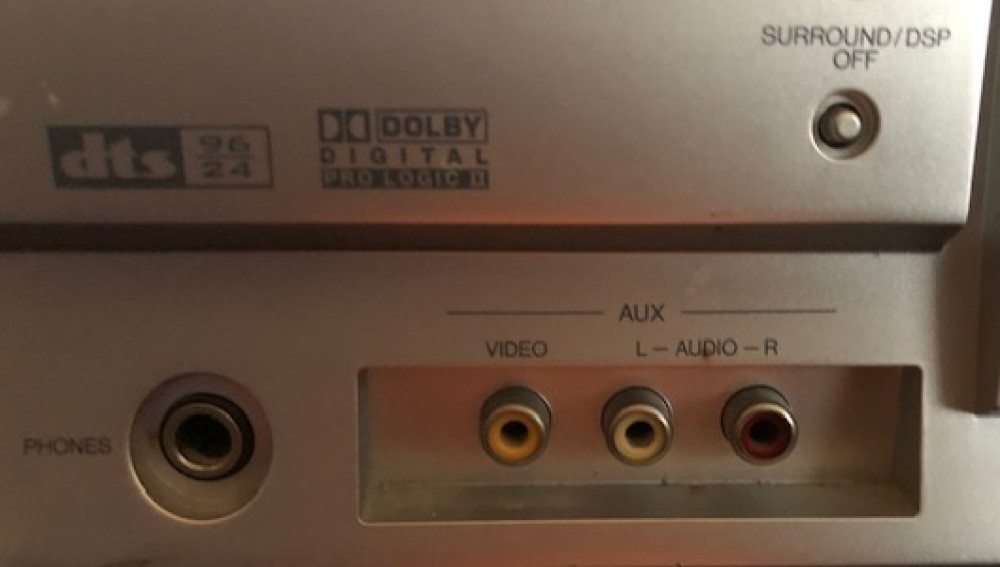 SURROUND/DSP
OFF
dts 96
24
DOLBY
DIGITAL
PRO LOGIC II
AUX
VIDEO L – AUDIO – R
PHONES